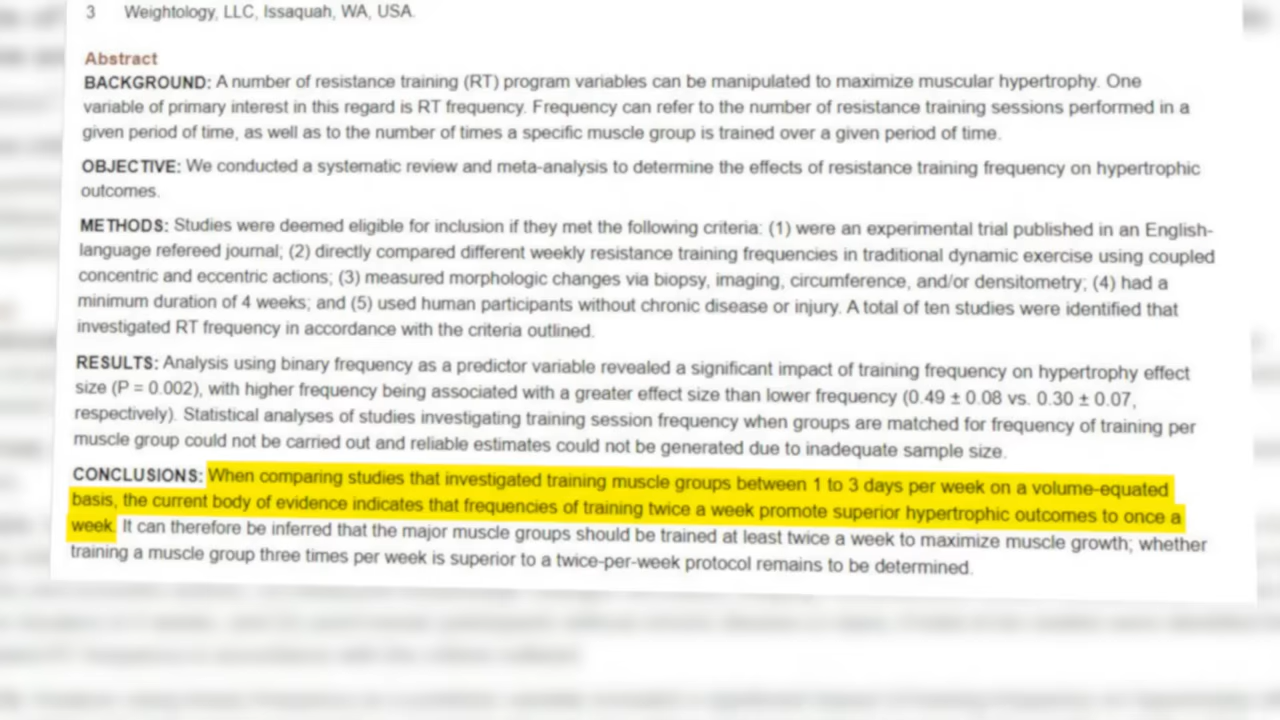 3 Weightology, LLC, Issaquah, WA, USA.
Abstract
BACKGROUND: A number of resistance training (RT) program variables can be manipulated to maximize muscular hypertrophy. One
variable of primary interest in this regard is RT frequency. Frequency can refer to the number of resistance training sessions performed in a
given period of time, as well as to the number of times a specific muscle group is trained over a given period of time.
OBJECTIVE: We conducted a systematic review and meta-analysis to determine the effects of resistance training frequency on hypertrophic
outcomes.
METHODS: Studies were deemed eligible for inclusion if they met the following criteria: (1) were an experimental trial published in an English-
language refereed journal; (2) directly compared different weekly resistance training frequencies in traditional dynamic exercise using coupled
concentric and eccentric actions; (3) measured morphologic changes via biopsy, imaging, circumference, and/or densitometry; (4) had a
minimum duration of 4 weeks; and (5) used human participants without chronic disease or injury. A total of ten studies were identified that
investigated RT frequency in accordance with the criteria outlined.
RESULTS: Analysis using binary frequency as a predictor variable revealed a significant impact of training frequency on hypertrophy effect
size (P = 0.002), with higher frequency being associated with a greater effect size than lower frequency (0.49 ± 0.08 vs. 0.30 ± 0.07,
respectively). Statistical analyses of studies investigating training session frequency when groups are matched for frequency of training per
muscle group could not be carried out and reliable estimates could not be generated due to inadequate sample size.
CONCLUSIONS: When comparing studies that investigated training muscle groups between 1 to 3 days per week on a volume-equated
basis, the current body of evidence indicates that frequencies of training twice a week promote superior hypertrophic outcomes to once a
week. It can therefore be inferred that the major muscle groups should be trained at least twice a week to maximize muscle growth; whether
training a muscle group three times per week is superior to a twice-per-week protocol remains to be determined.